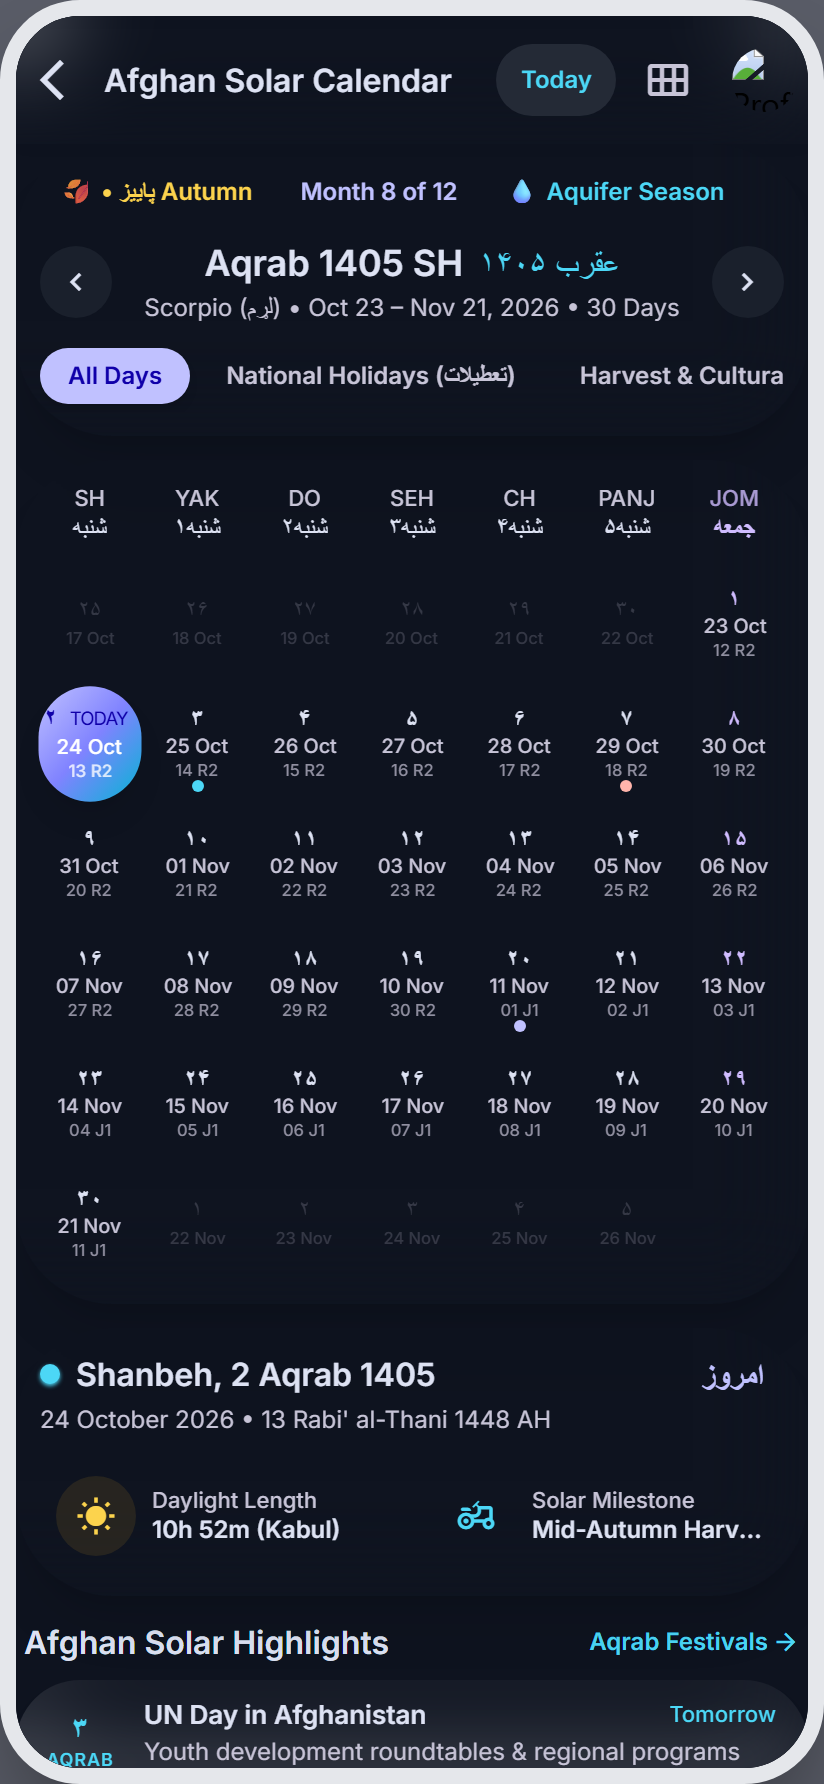 Afghan Solar Calendar
Today
Prof
• پاییز Autumn
Month 8 of 12
Aquifer Season
Aqrab 1405 SH عقرب ۱۴۰۵
Scorpio (لړم) • Oct 23 – Nov 21, 2026 • 30 Days
All Days
National Holidays (تعطیلات)
Harvest & Cultura
SH YAK DO SEH CH PANJ JOM
شنبه ۱شنبه ۲شنبه ۳شنبه ۴شنبه ۵شنبه جمعه
۲۵ ۲۶ ۲۷ ۲۸ ۲۹ ۳۰ ۱
17 Oct 18 Oct 19 Oct 20 Oct 21 Oct 22 Oct 23 Oct
12 R2
۲ TODAY ۳ ۴ ۵ ۶ ۷ ۸
24 Oct 25 Oct 26 Oct 27 Oct 28 Oct 29 Oct 30 Oct
13 R2 14 R2 15 R2 16 R2 17 R2 18 R2 19 R2
۹ ۱۰ ۱۱ ۱۲ ۱۳ ۱۴ ۱۵
31 Oct 01 Nov 02 Nov 03 Nov 04 Nov 05 Nov 06 Nov
20 R2 21 R2 22 R2 23 R2 24 R2 25 R2 26 R2
۱۶ ۱۷ ۱۸ ۱۹ ۲۰ ۲۱ ۲۲
07 Nov 08 Nov 09 Nov 10 Nov 11 Nov 12 Nov 13 Nov
27 R2 28 R2 29 R2 30 R2 01 J1 02 J1 03 J1
۲۳ ۲۴ ۲۵ ۲۶ ۲۷ ۲۸ ۲۹
14 Nov 15 Nov 16 Nov 17 Nov 18 Nov 19 Nov 20 Nov
04 J1 05 J1 06 J1 07 J1 08 J1 09 J1 10 J1
۳۰ ۱ ۲ ۳ ۴ ۵
21 Nov 22 Nov 23 Nov 24 Nov 25 Nov 26 Nov
11 J1
Shanbeh, 2 Aqrab 1405
امروز
24 October 2026 • 13 Rabi' al-Thani 1448 AH
Daylight Length
10h 52m (Kabul)
Solar Milestone
Mid-Autumn Harv...
Afghan Solar Highlights
Aqrab Festivals →
۳
AQRAB
UN Day in Afghanistan
Tomorrow
Youth development roundtables & regional programs